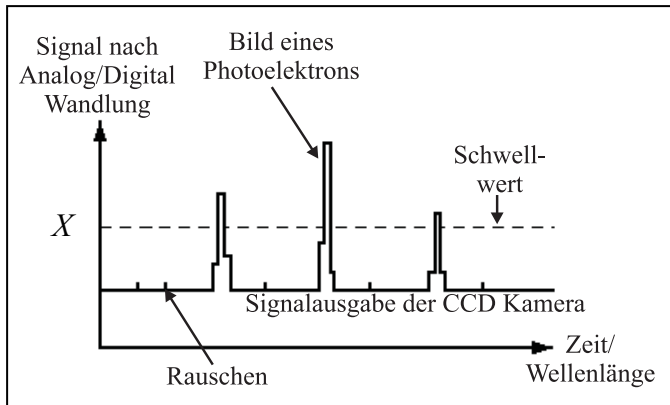 Signal nach
Analog/Digital
Wandlung
Bild eines
Photoelektrons
Schwell-
wert
X
Signalausgabe der CCD Kamera
Rauschen
Zeit/
Wellenlänge